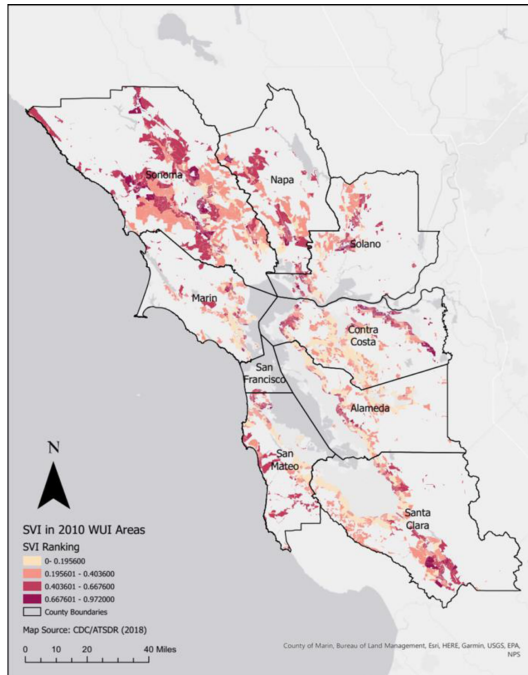 Sonoma
Napa
Solano
Marin
Contra
Costa
San
Francisco
Alameda
San
Mateo
Santa
Clara
N
SVI in 2010 WUI Areas
SVI Ranking
0- 0.195600
0.195601 - 0.403600
0.403601 - 0.667600
0.667601 - 0.972000
County Boundaries
Map Source: CDC/ATSDR (2018)
0 10 20 40 Miles
County of Marin, Bureau of Land Management, Esri, HERE, Garmin, USGS, EPA,
NPS